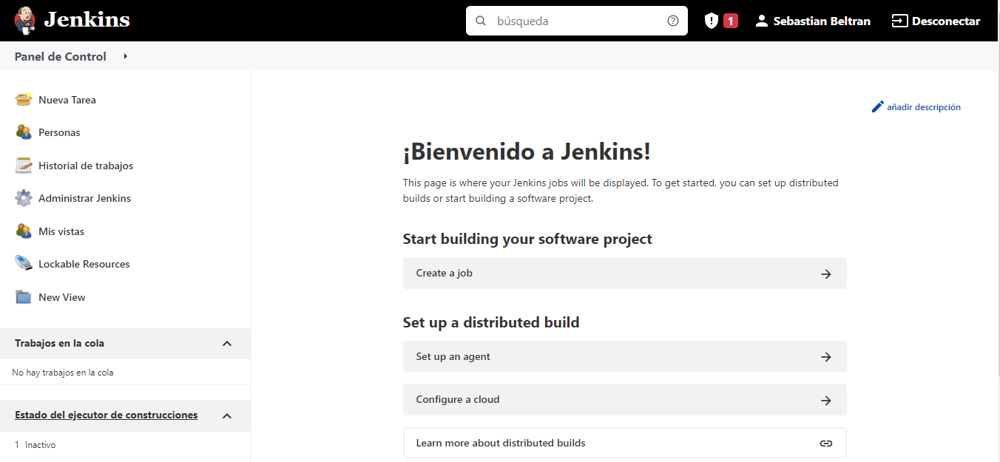 Jenkins
búsqueda
1
Sebastian Beltran
Desconectar
Panel de Control
Nueva Tarea
Personas
Historial de trabajos
Administrar Jenkins
Mis vistas
Lockable Resources
New View
Trabajos en la cola
No hay trabajos en la cola
Estado del ejecutor de construcciones
1 Inactivo
añadir descripción
¡Bienvenido a Jenkins!
This page is where your Jenkins jobs will be displayed. To get started, you can set up distributed
builds or start building a software project.
Start building your software project
Create a job
Set up a distributed build
Set up an agent
Configure a cloud
Learn more about distributed builds